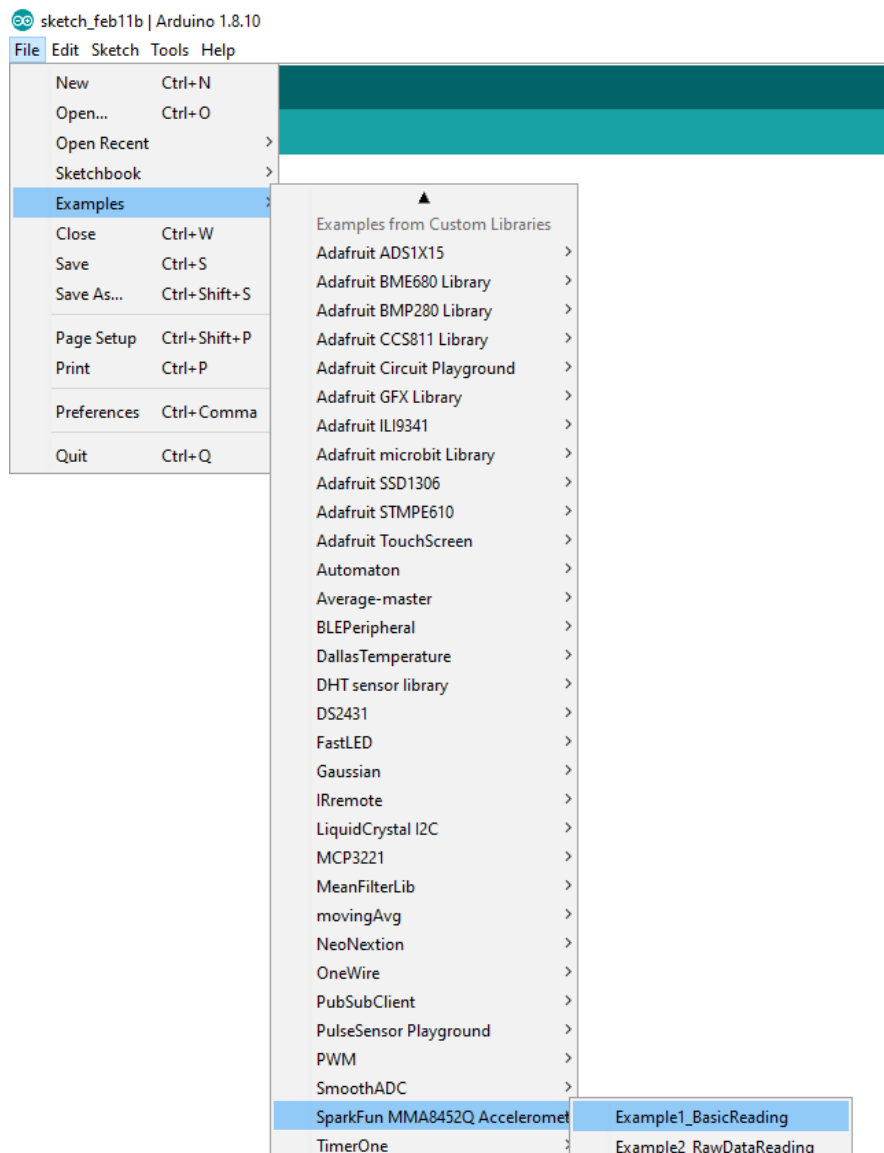 sketch_feb11b | Arduino 1.8.10
File Edit Sketch Tools Help
New Ctrl+N
Open... Ctrl+O
Open Recent
Sketchbook
Examples
Close Ctrl+W
Save Ctrl+S
Save As... Ctrl+Shift+S
Page Setup Ctrl+Shift+P
Print Ctrl+P
Preferences Ctrl+Comma
Quit Ctrl+Q
Examples from Custom Libraries
Adafruit ADS1X15
Adafruit BME680 Library
Adafruit BMP280 Library
Adafruit CCS811 Library
Adafruit Circuit Playground
Adafruit GFX Library
Adafruit ILI9341
Adafruit microbit Library
Adafruit SSD1306
Adafruit STMPE610
Adafruit TouchScreen
Automaton
Average-master
BLEPeripheral
DallasTemperature
DHT sensor library
DS2431
FastLED
Gaussian
IRremote
LiquidCrystal I2C
MCP3221
MeanFilterLib
movingAvg
NeoNextion
OneWire
PubSubClient
PulseSensor Playground
PWM
SmoothADC
SparkFun MMA8452Q Acceleromet
TimerOne
Example1_BasicReading
Example2_RawDataReading